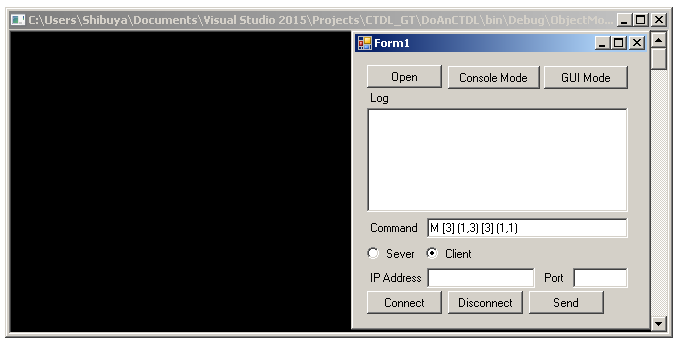 C:\Users\Shibuya\Documents\Visual Studio 2015\Projects\CTDL_GT\DoAnCTDL\bin\Debug\ObjectMo...
Form1
Open Console Mode GUI Mode
Log
Command M [3] (1,3) [3] (1,1)
Sever Client
IP Address Port
Connect Disconnect Send